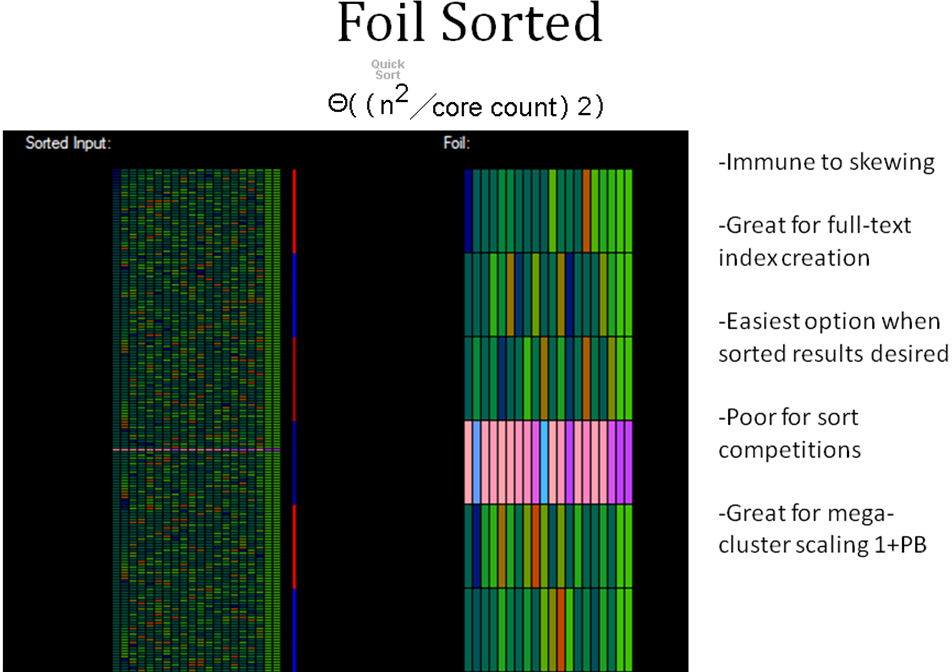 Foil Sorted
Quick
Sort
Θ( ( n² ∕ core count) 2 )
Sorted Input:
Foil:
-Immune to skewing
-Great for full-text
index creation
-Easiest option when
sorted results desired
-Poor for sort
competitions
-Great for mega-
cluster scaling 1+PB